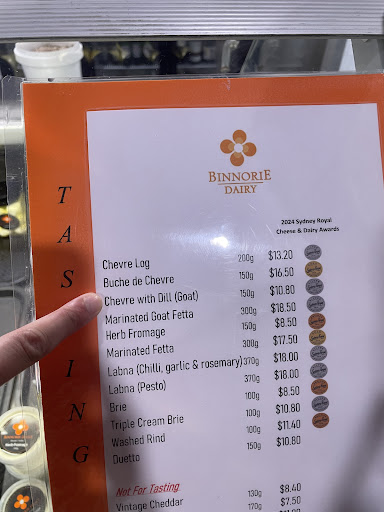 BINNORIE
DAIRY
2024 Sydney Royal
Cheese & Dairy Awards
T
A
S
I
N
G
Chevre Log 200g $13.20
Buche de Chevre 150g $16.50
Chevre with Dill (Goat) 150g $10.80
Marinated Goat Fetta 300g $18.50
Herb Fromage 150g $8.50
Marinated Fetta 300g $17.50
Labna (Chilli, garlic & rosemary) 370g $18.00
Labna (Pesto) 370g $18.00
Brie 100g $8.50
Triple Cream Brie 100g $10.80
Washed Rind 100g $11.40
Duetto 150g $10.80
Not For Tasting
130g $8.40
Vintage Cheddar 170g $7.50
BINNORIE